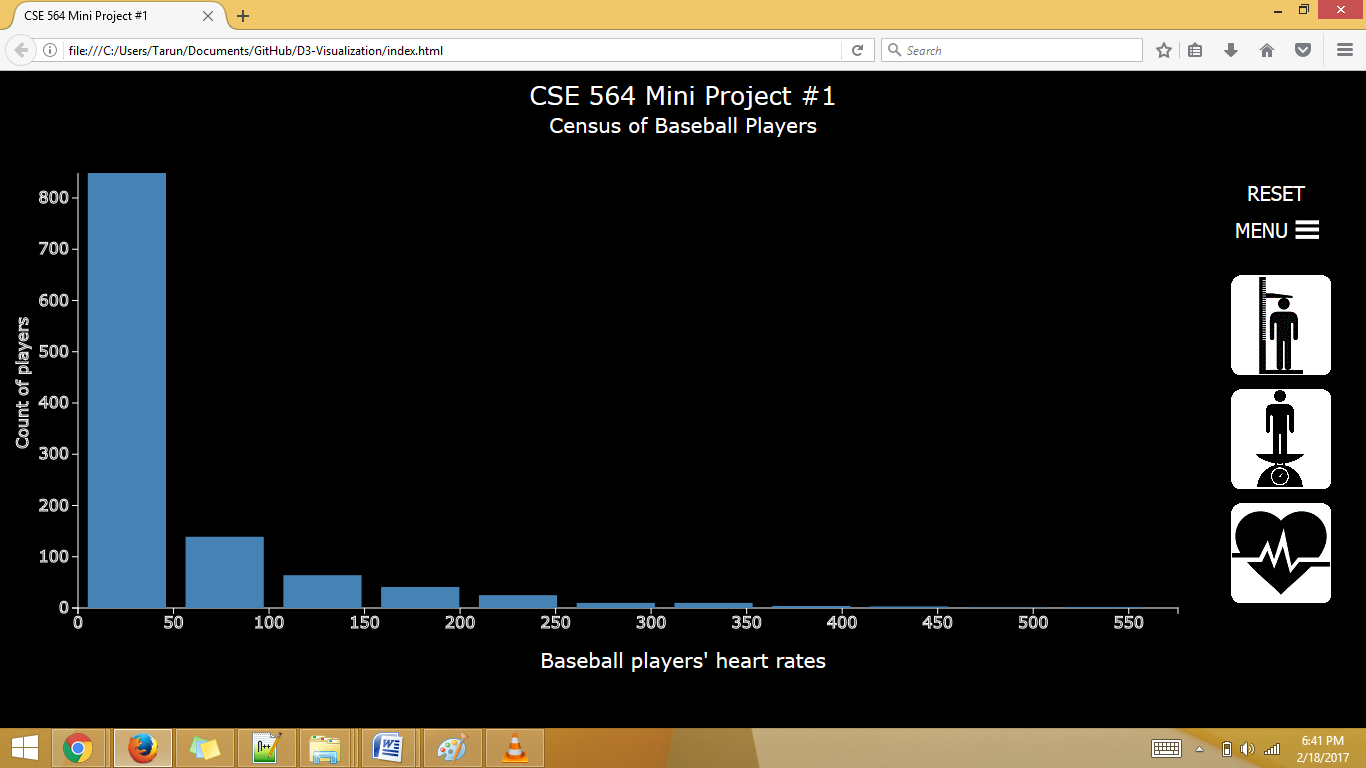 CSE 564 Mini Project #1
file:///C:/Users/Tarun/Documents/GitHub/D3-Visualization/index.html
Search
CSE 564 Mini Project #1
Census of Baseball Players
RESET
MENU
Count of players
800
700
600
500
400
300
200
100
0
0 50 100 150 200 250 300 350 400 450 500 550
Baseball players' heart rates
6:41 PM
2/18/2017